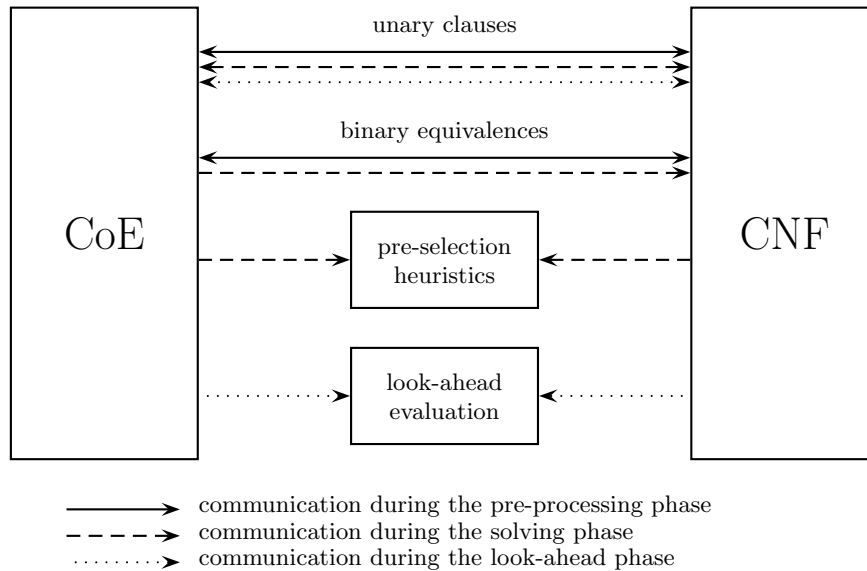 unary clauses
binary equivalences
CoE
CNF
pre-selection
heuristics
look-ahead
evaluation
communication during the pre-processing phase
communication during the solving phase
communication during the look-ahead phase